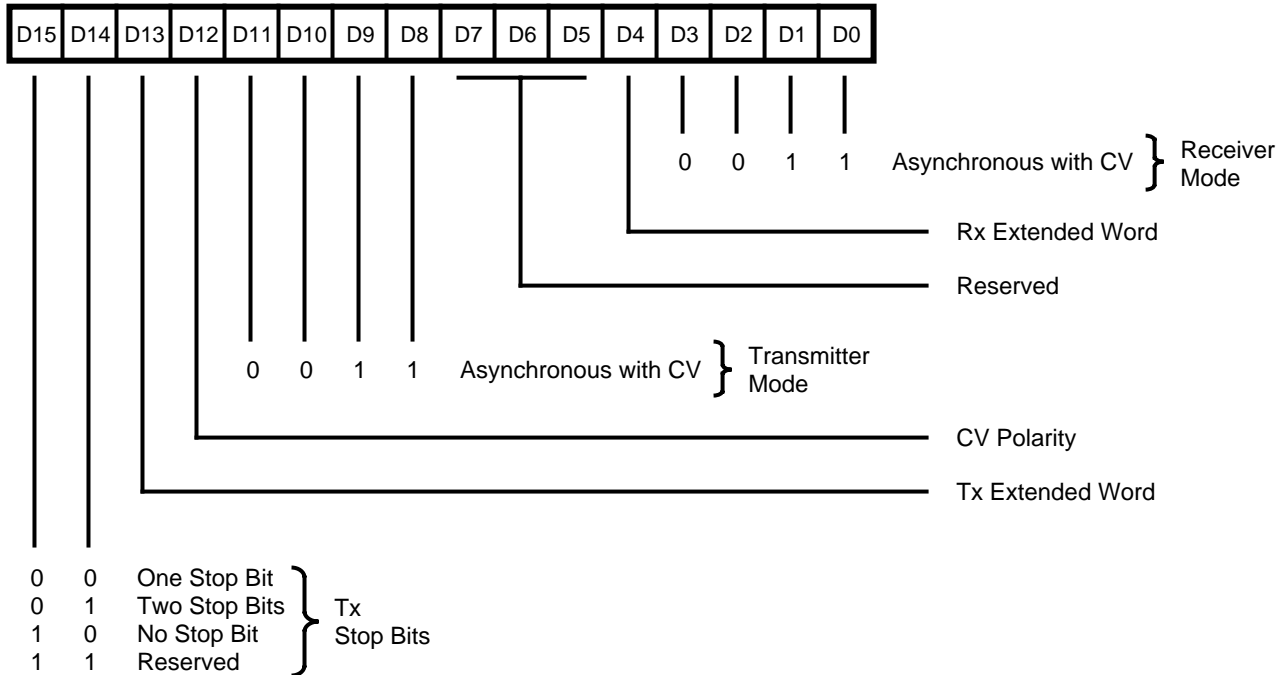 D15 D14 D13 D12 D11 D10 D9 D8 D7 D6 D5 D4 D3 D2 D1 D0
0 0 1 1 Asynchronous with CV Receiver
Mode
Rx Extended Word
Reserved
0 0 1 1 Asynchronous with CV Transmitter
Mode
CV Polarity
Tx Extended Word
0 0 One Stop Bit
0 1 Two Stop Bits Tx
1 0 No Stop Bit Stop Bits
1 1 Reserved